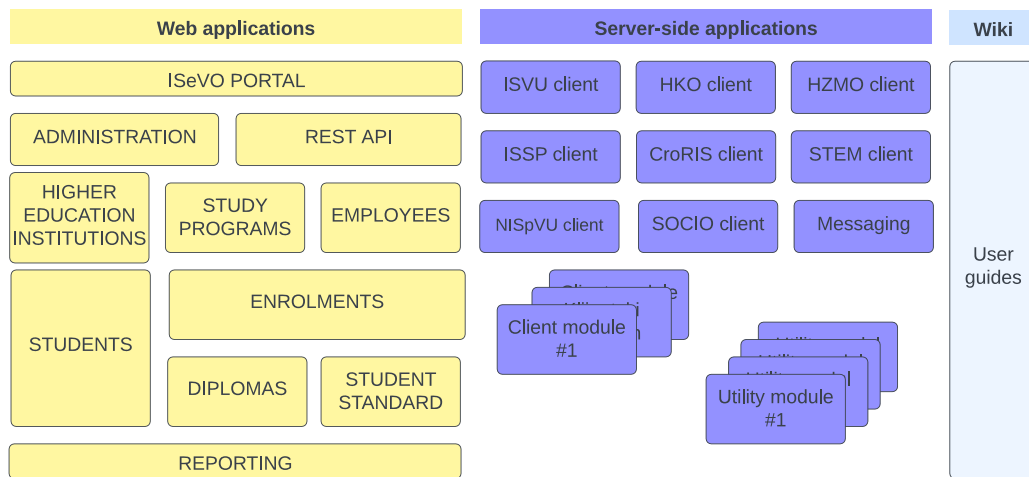 Web applications
Server-side applications
Wiki
ISeVO PORTAL
ADMINISTRATION
REST API
HIGHER
EDUCATION
INSTITUTIONS
STUDY
PROGRAMS
EMPLOYEES
STUDENTS
ENROLMENTS
DIPLOMAS
STUDENT
STANDARD
REPORTING
ISVU client
HKO client
HZMO client
ISSP client
CroRIS client
STEM client
NISpVU client
SOCIO client
Messaging
Client module
#1
Utility module
#1
User
guides